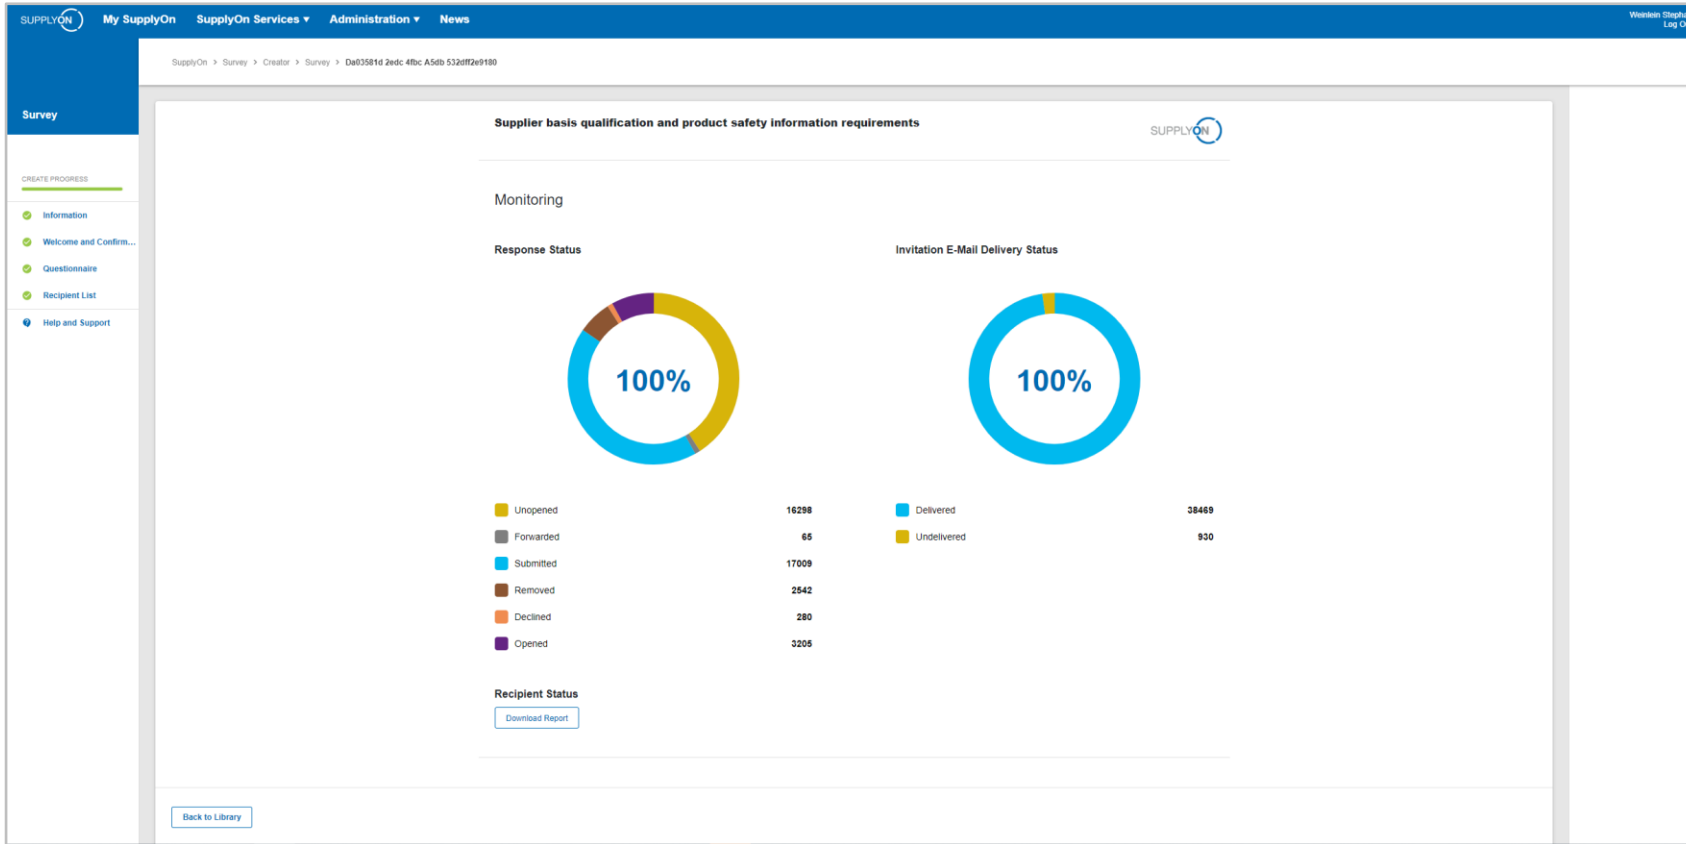 SUPPLYON My SupplyOn SupplyOn Services Administration News
Weinlein Stepha
Log O
SupplyOn > Survey > Creator > Survey > Da03581d 2edc 4fbc A5db 532dff2e9180
Survey
CREATE PROGRESS
Information
Welcome and Confirm...
Questionnaire
Recipient List
Help and Support
Supplier basis qualification and product safety information requirements
SUPPLYON
Monitoring
Response Status
100%
Unopened 16298
Forwarded 65
Submitted 17009
Removed 2542
Declined 280
Opened 3205
Invitation E-Mail Delivery Status
100%
Delivered 38469
Undelivered 930
Recipient Status
Download Report
Back to Library